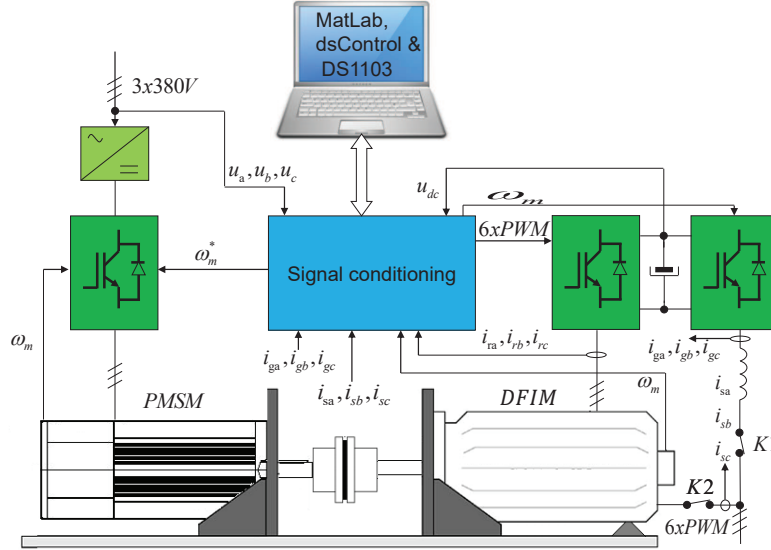 MatLab,
dsControl &
DS1103
3x380V
u_a, u_b, u_c
u_dc
ω_m
6xPWM
ω_m^*
Signal conditioning
ω_m
i_ga, i_gb, i_gc
i_sa, i_sb, i_sc
i_ra, i_rb, i_rc
i_ga, i_gb, i_gc
ω_m
i_sa
i_sb
K
i_sc
PMSM
DFIM
K2
6xPWM